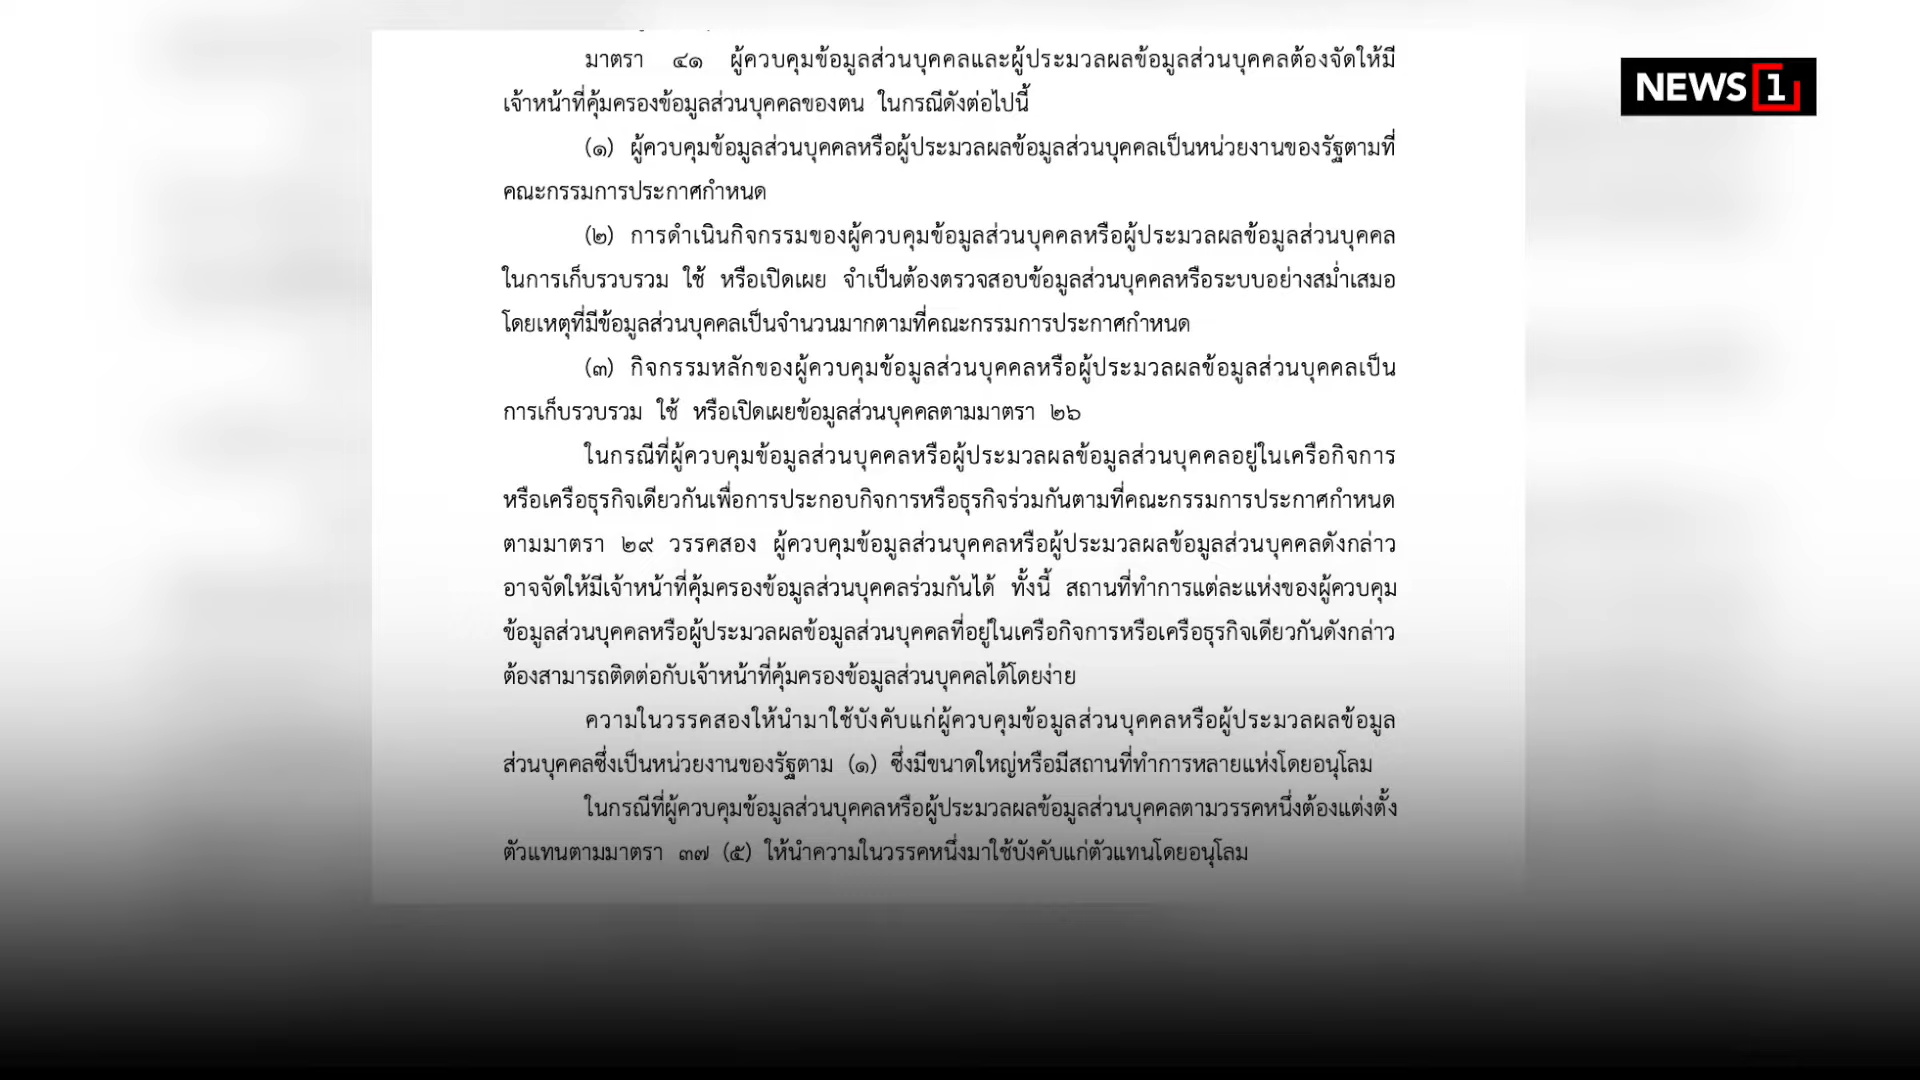 มาตรา ๔๑ ผู้ควบคุมข้อมูลส่วนบุคคลและผู้ประมวลผลข้อมูลส่วนบุคคลต้องจัดให้มี
NEWS 1
เจ้าหน้าที่คุ้มครองข้อมูลส่วนบุคคลของตน ในกรณีดังต่อไปนี้
(๑) ผู้ควบคุมข้อมูลส่วนบุคคลหรือผู้ประมวลผลข้อมูลส่วนบุคคลเป็นหน่วยงานของรัฐตามที่
คณะกรรมการประกาศกำหนด
(๒) การดำเนินกิจกรรมของผู้ควบคุมข้อมูลส่วนบุคคลหรือผู้ประมวลผลข้อมูลส่วนบุคคล
ในการเก็บรวบรวม ใช้ หรือเปิดเผย จำเป็นต้องตรวจสอบข้อมูลส่วนบุคคลหรือระบบอย่างสม่ำเสมอ
โดยเหตุที่มีข้อมูลส่วนบุคคลเป็นจำนวนมากตามที่คณะกรรมการประกาศกำหนด
(๓) กิจกรรมหลักของผู้ควบคุมข้อมูลส่วนบุคคลหรือผู้ประมวลผลข้อมูลส่วนบุคคลเป็น
การเก็บรวบรวม ใช้ หรือเปิดเผยข้อมูลส่วนบุคคลตามมาตรา ๒๖
ในกรณีที่ผู้ควบคุมข้อมูลส่วนบุคคลหรือผู้ประมวลผลข้อมูลส่วนบุคคลอยู่ในเครือกิจการ
หรือเครือธุรกิจเดียวกันเพื่อการประกอบกิจการหรือธุรกิจร่วมกันตามที่คณะกรรมการประกาศกำหนด
ตามมาตรา ๒๙ วรรคสอง ผู้ควบคุมข้อมูลส่วนบุคคลหรือผู้ประมวลผลข้อมูลส่วนบุคคลดังกล่าว
อาจจัดให้มีเจ้าหน้าที่คุ้มครองข้อมูลส่วนบุคคลร่วมกันได้ ทั้งนี้ สถานที่ทำการแต่ละแห่งของผู้ควบคุม
ข้อมูลส่วนบุคคลหรือผู้ประมวลผลข้อมูลส่วนบุคคลที่อยู่ในเครือกิจการหรือเครือธุรกิจเดียวกันดังกล่าว
ต้องสามารถติดต่อกับเจ้าหน้าที่คุ้มครองข้อมูลส่วนบุคคลได้โดยง่าย
ความในวรรคสองให้นำมาใช้บังคับแก่ผู้ควบคุมข้อมูลส่วนบุคคลหรือผู้ประมวลผลข้อมูล
ส่วนบุคคลซึ่งเป็นหน่วยงานของรัฐตาม (๑) ซึ่งมีขนาดใหญ่หรือมีสถานที่ทำการหลายแห่งโดยอนุโลม
ในกรณีที่ผู้ควบคุมข้อมูลส่วนบุคคลหรือผู้ประมวลผลข้อมูลส่วนบุคคลตามวรรคหนึ่งต้องแต่งตั้ง
ตัวแทนตามมาตรา ๓๗ (๕) ให้นำความในวรรคหนึ่งมาใช้บังคับแก่ตัวแทนโดยอนุโลม